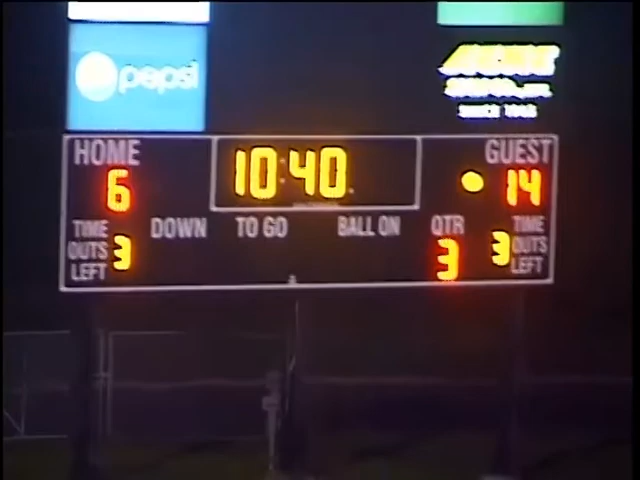 pepsi
SINCE
HOME
10:40
GUEST
6
14
TIME OUTS LEFT 3
DOWN
TO GO
BALL ON
QTR
3
3 TIME OUTS LEFT